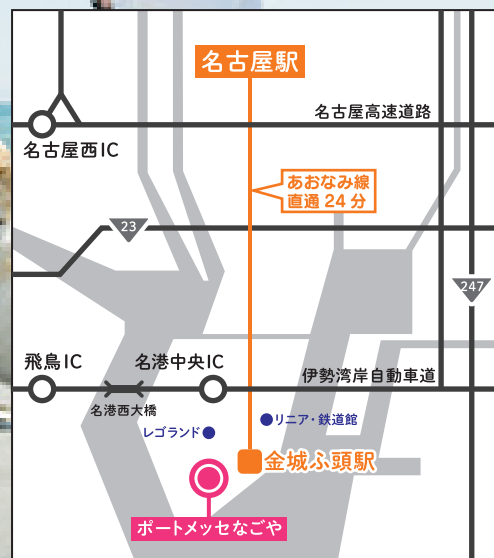 名古屋駅
名古屋高速道路
名古屋西IC
あおなみ線
直通24分
23
247
飛鳥IC
名港中央IC
伊勢湾岸自動車道
名港西大橋
レゴランド
リニア・鉄道館
金城ふ頭駅
ポートメッセなごや